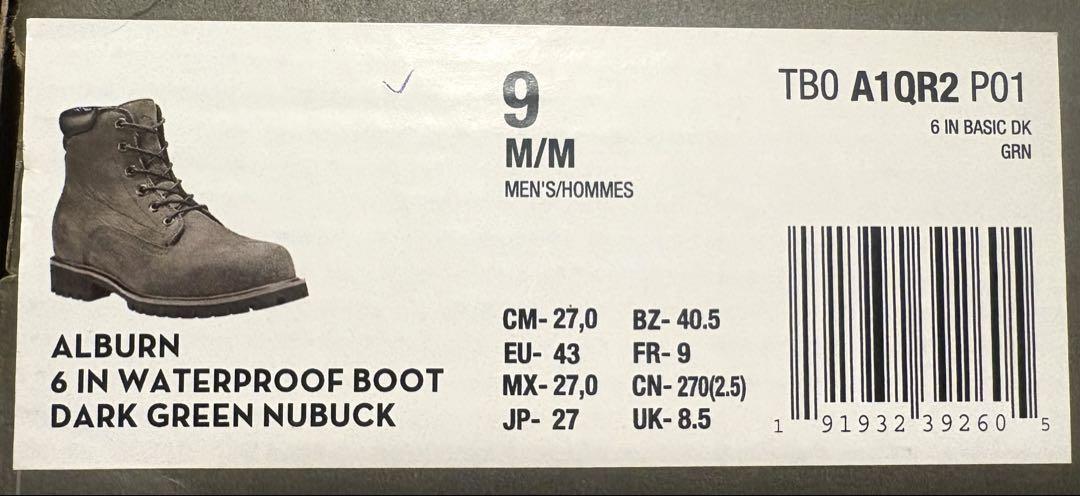 9
M/M
MEN'S/HOMMES
TB0 A1QR2 P01
6 IN BASIC DK
GRN
ALBURN
6 IN WATERPROOF BOOT
DARK GREEN NUBUCK
CM- 27,0 BZ- 40.5
EU- 43 FR- 9
MX- 27,0 CN- 270(2.5)
JP- 27 UK- 8.5
1 91932 39260 5